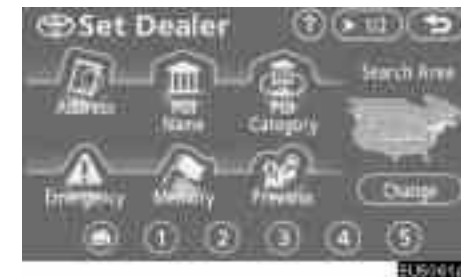 Set Dealer ? 1/2
Search Area
Address POI Name POI Category
Emergency Memory Previous
Change
1 2 3 4 5